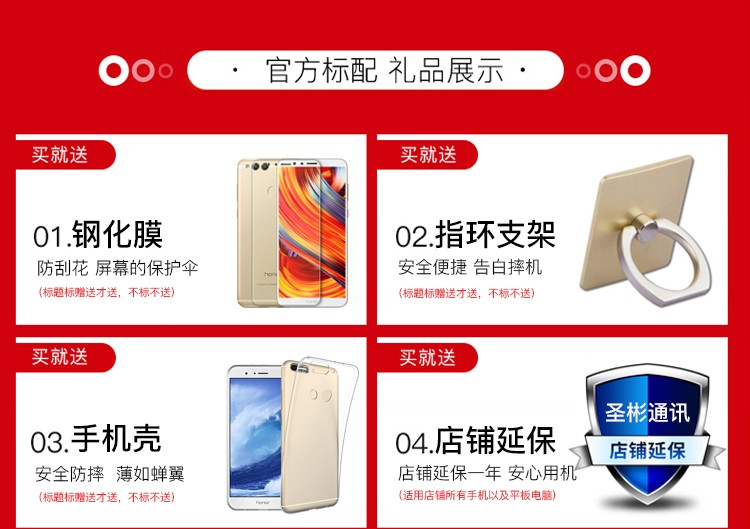 · 官方标配 礼品展示 ·
买就送
01.钢化膜
防刮花 屏幕的保护伞
(标题标赠送才送，不标不送)
买就送
02.指环支架
安全便捷 告白摔机
(标题标赠送才送，不标不送)
买就送
03.手机壳
安全防摔 薄如蝉翼
(标题标赠送才送，不标不送)
honor
买就送
04.店铺延保
店铺延保一年 安心用机
(适用店铺所有手机以及平板电脑)
圣彬通讯
店铺延保